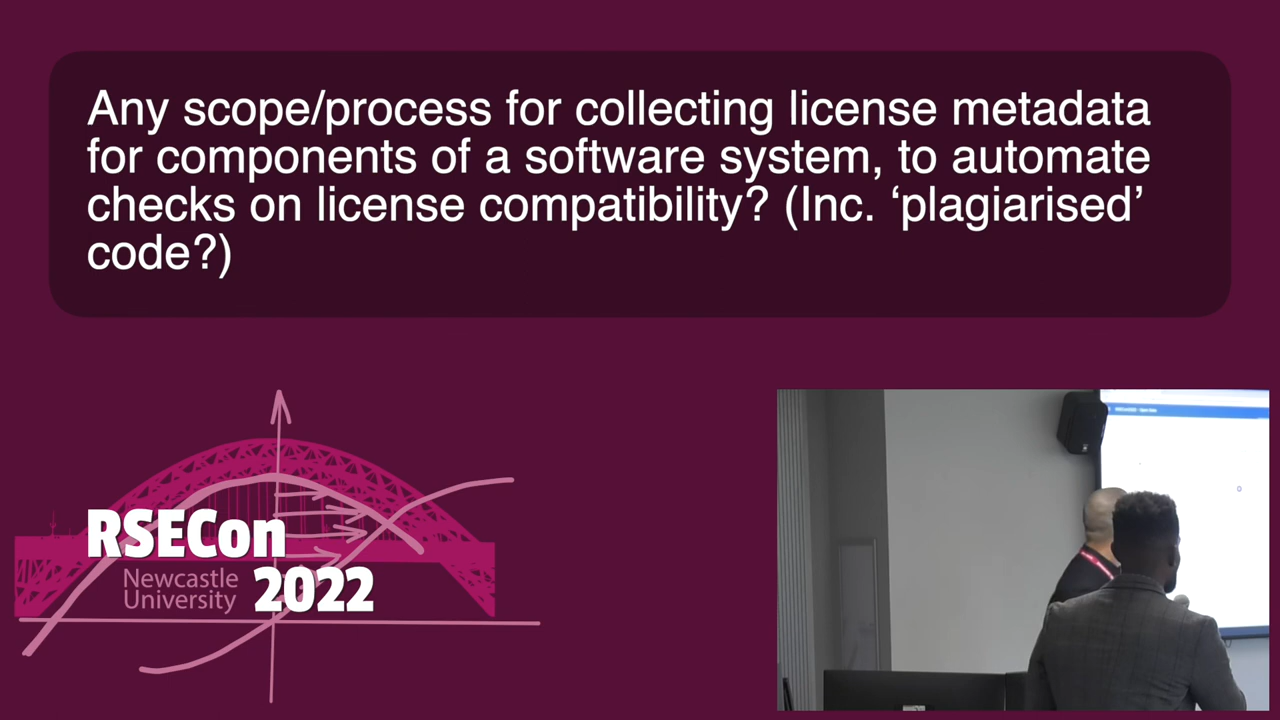 Any scope/process for collecting license metadata
for components of a software system, to automate
checks on license compatibility? (Inc. ‘plagiarised’
code?)
RSECon
Newcastle
University
2022